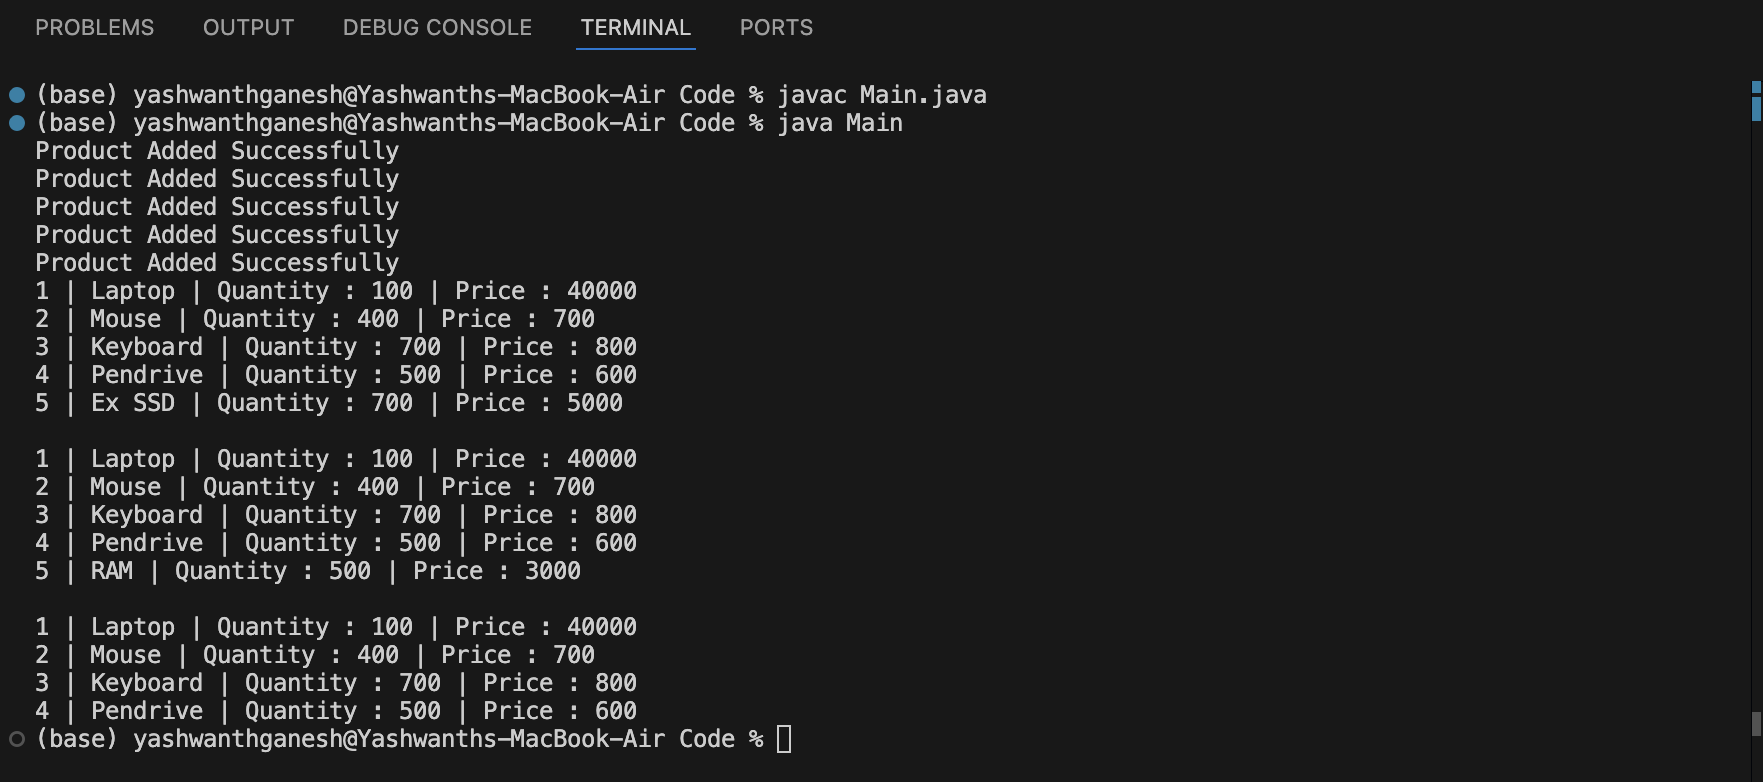 PROBLEMS OUTPUT DEBUG CONSOLE TERMINAL PORTS
(base) yashwanthganesh@Yashwanths-MacBook-Air Code % javac Main.java
(base) yashwanthganesh@Yashwanths-MacBook-Air Code % java Main
Product Added Successfully
Product Added Successfully
Product Added Successfully
Product Added Successfully
Product Added Successfully
1 | Laptop | Quantity : 100 | Price : 40000
2 | Mouse | Quantity : 400 | Price : 700
3 | Keyboard | Quantity : 700 | Price : 800
4 | Pendrive | Quantity : 500 | Price : 600
5 | Ex SSD | Quantity : 700 | Price : 5000
1 | Laptop | Quantity : 100 | Price : 40000
2 | Mouse | Quantity : 400 | Price : 700
3 | Keyboard | Quantity : 700 | Price : 800
4 | Pendrive | Quantity : 500 | Price : 600
5 | RAM | Quantity : 500 | Price : 3000
1 | Laptop | Quantity : 100 | Price : 40000
2 | Mouse | Quantity : 400 | Price : 700
3 | Keyboard | Quantity : 700 | Price : 800
4 | Pendrive | Quantity : 500 | Price : 600
(base) yashwanthganesh@Yashwanths-MacBook-Air Code %